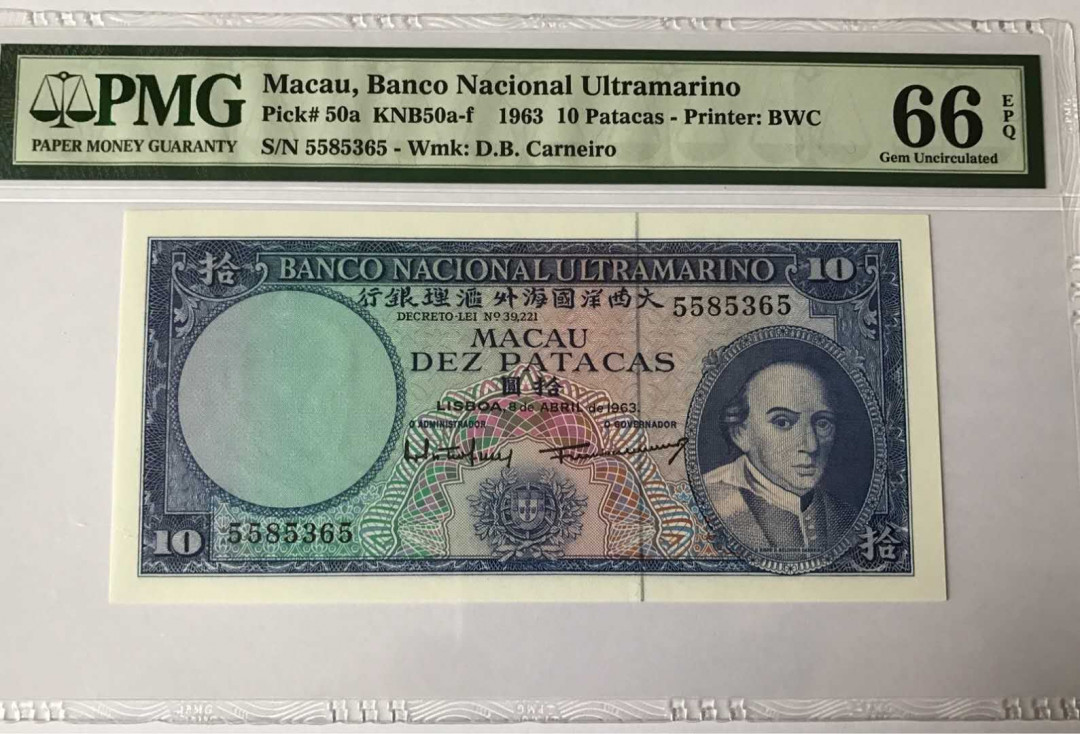 PMG
PAPER MONEY GUARANTY
Macau, Banco Nacional Ultramarino
Pick# 50a KNB50a-f 1963 10 Patacas - Printer: BWC
S/N 5585365 - Wmk: D.B. Carneiro
66
EPQ
Gem Uncirculated
拾 BANCO NACIONAL ULTRAMARINO 10
行銀理滙外海國洋西大 5585365
DECRETO-LEI Nº 39,221
MACAU
DEZ PATACAS
圓拾
LISBOA, 8 de ABRIL de 1963.
O ADMINISTRADOR O GOVERNADOR
5585365
10 拾